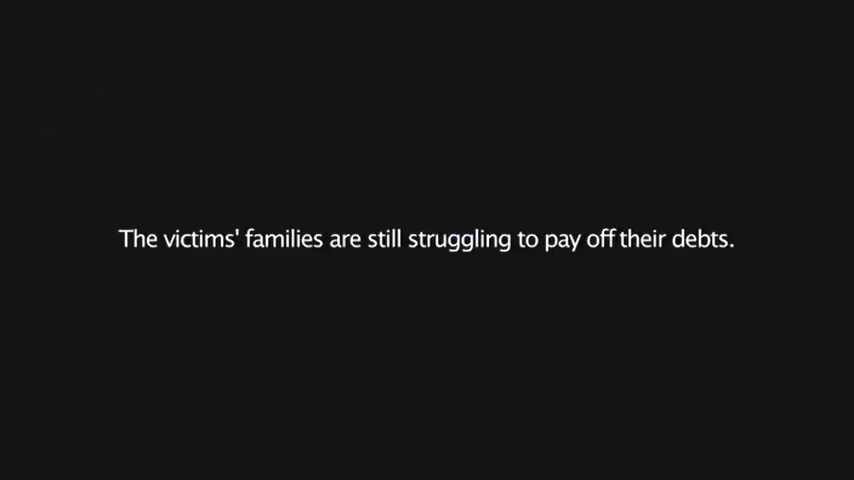 The victims' families are still struggling to pay off their debts.